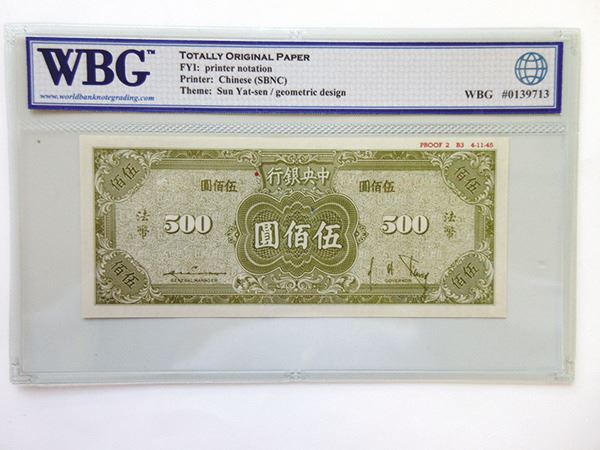 WBG™
www.worldbanknotegrading.com
TOTALLY ORIGINAL PAPER
FYI: printer notation
Printer: Chinese (SBNC)
Theme: Sun Yat-sen / geometric design
WBG #0139713
PROOF 2 B3 4-11-45
佰伍
行銀央中
佰伍
圓佰伍
圓佰伍
法幣
500
圓佰伍
500
法幣
佰伍
GENERAL MANAGER
GOVERNOR
佰伍